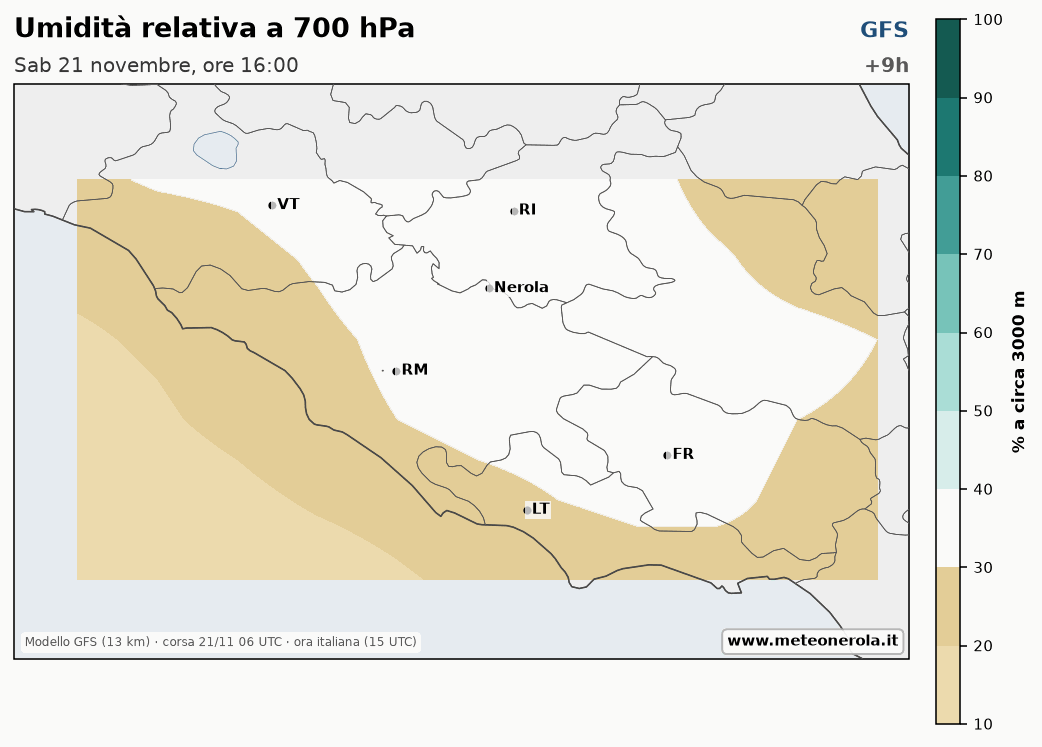 Umidità relativa a 700 hPa
GFS
Sab 21 novembre, ore 16:00
+9h
100
90
80
70
60
50
40
30
20
10
% a circa 3000 m
VT
RI
Nerola
RM
FR
LT
Modello GFS (13 km) · corsa 21/11 06 UTC · ora italiana (15 UTC)
www.meteonerola.it